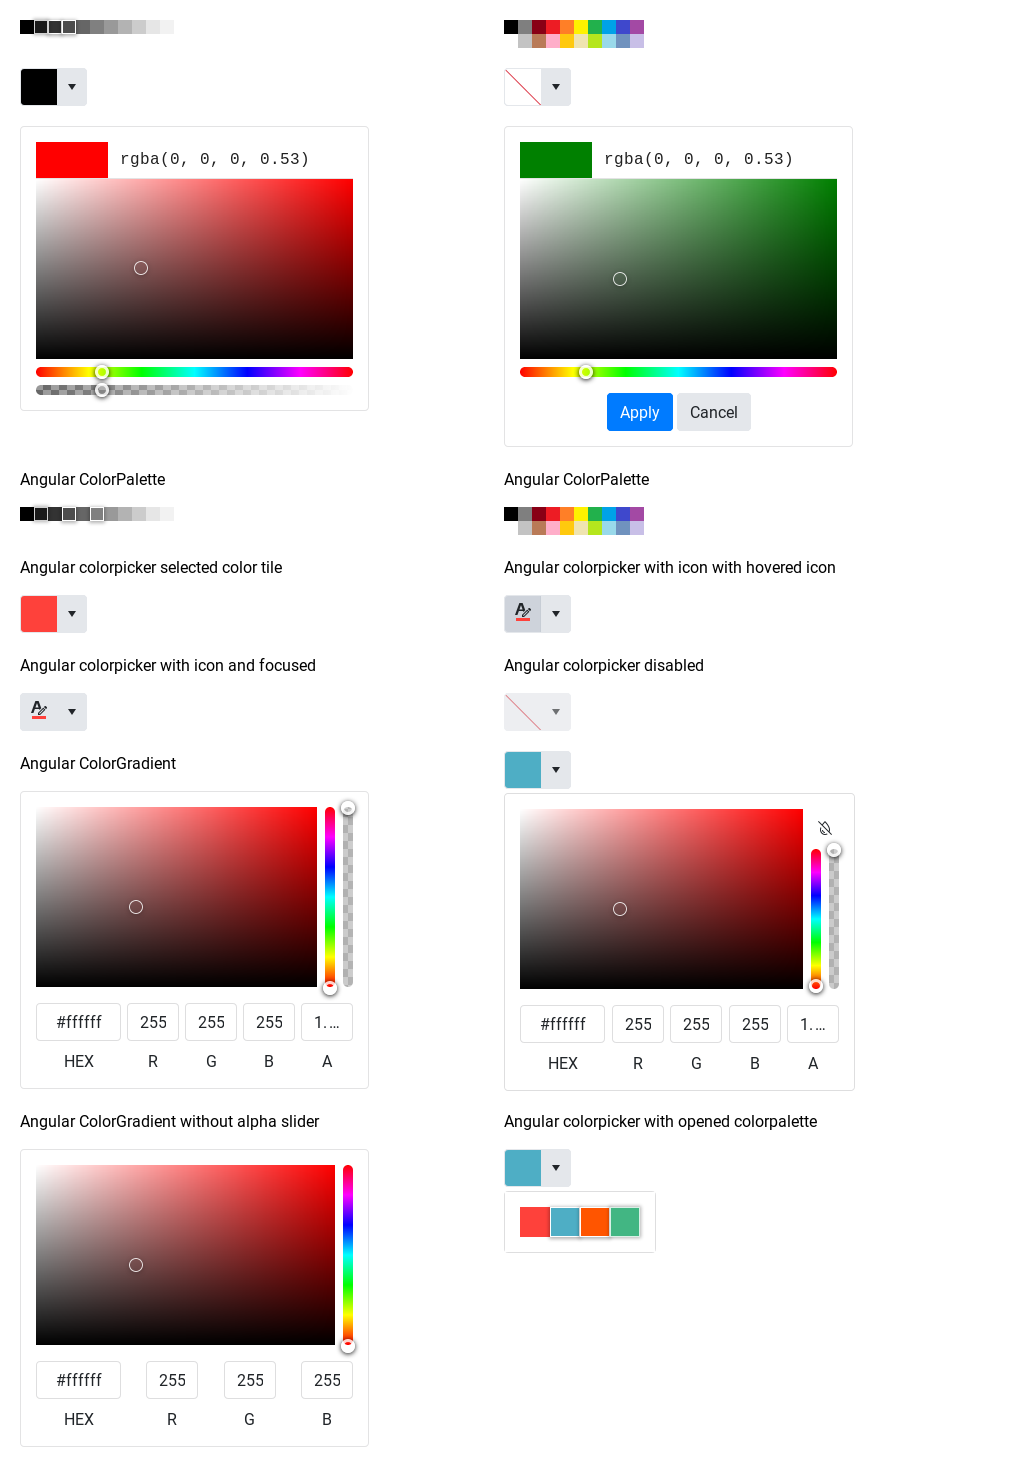 rgba(0, 0, 0, 0.53)
rgba(0, 0, 0, 0.53)
Apply Cancel
Angular ColorPalette
Angular ColorPalette
Angular colorpicker selected color tile
Angular colorpicker with icon with hovered icon
Angular colorpicker with icon and focused
Angular colorpicker disabled
Angular ColorGradient
#ffffff 255 255 255 1....
HEX R G B A
#ffffff 255 255 255 1....
HEX R G B A
Angular ColorGradient without alpha slider
Angular colorpicker with opened colorpalette
#ffffff 255 255 255
HEX R G B